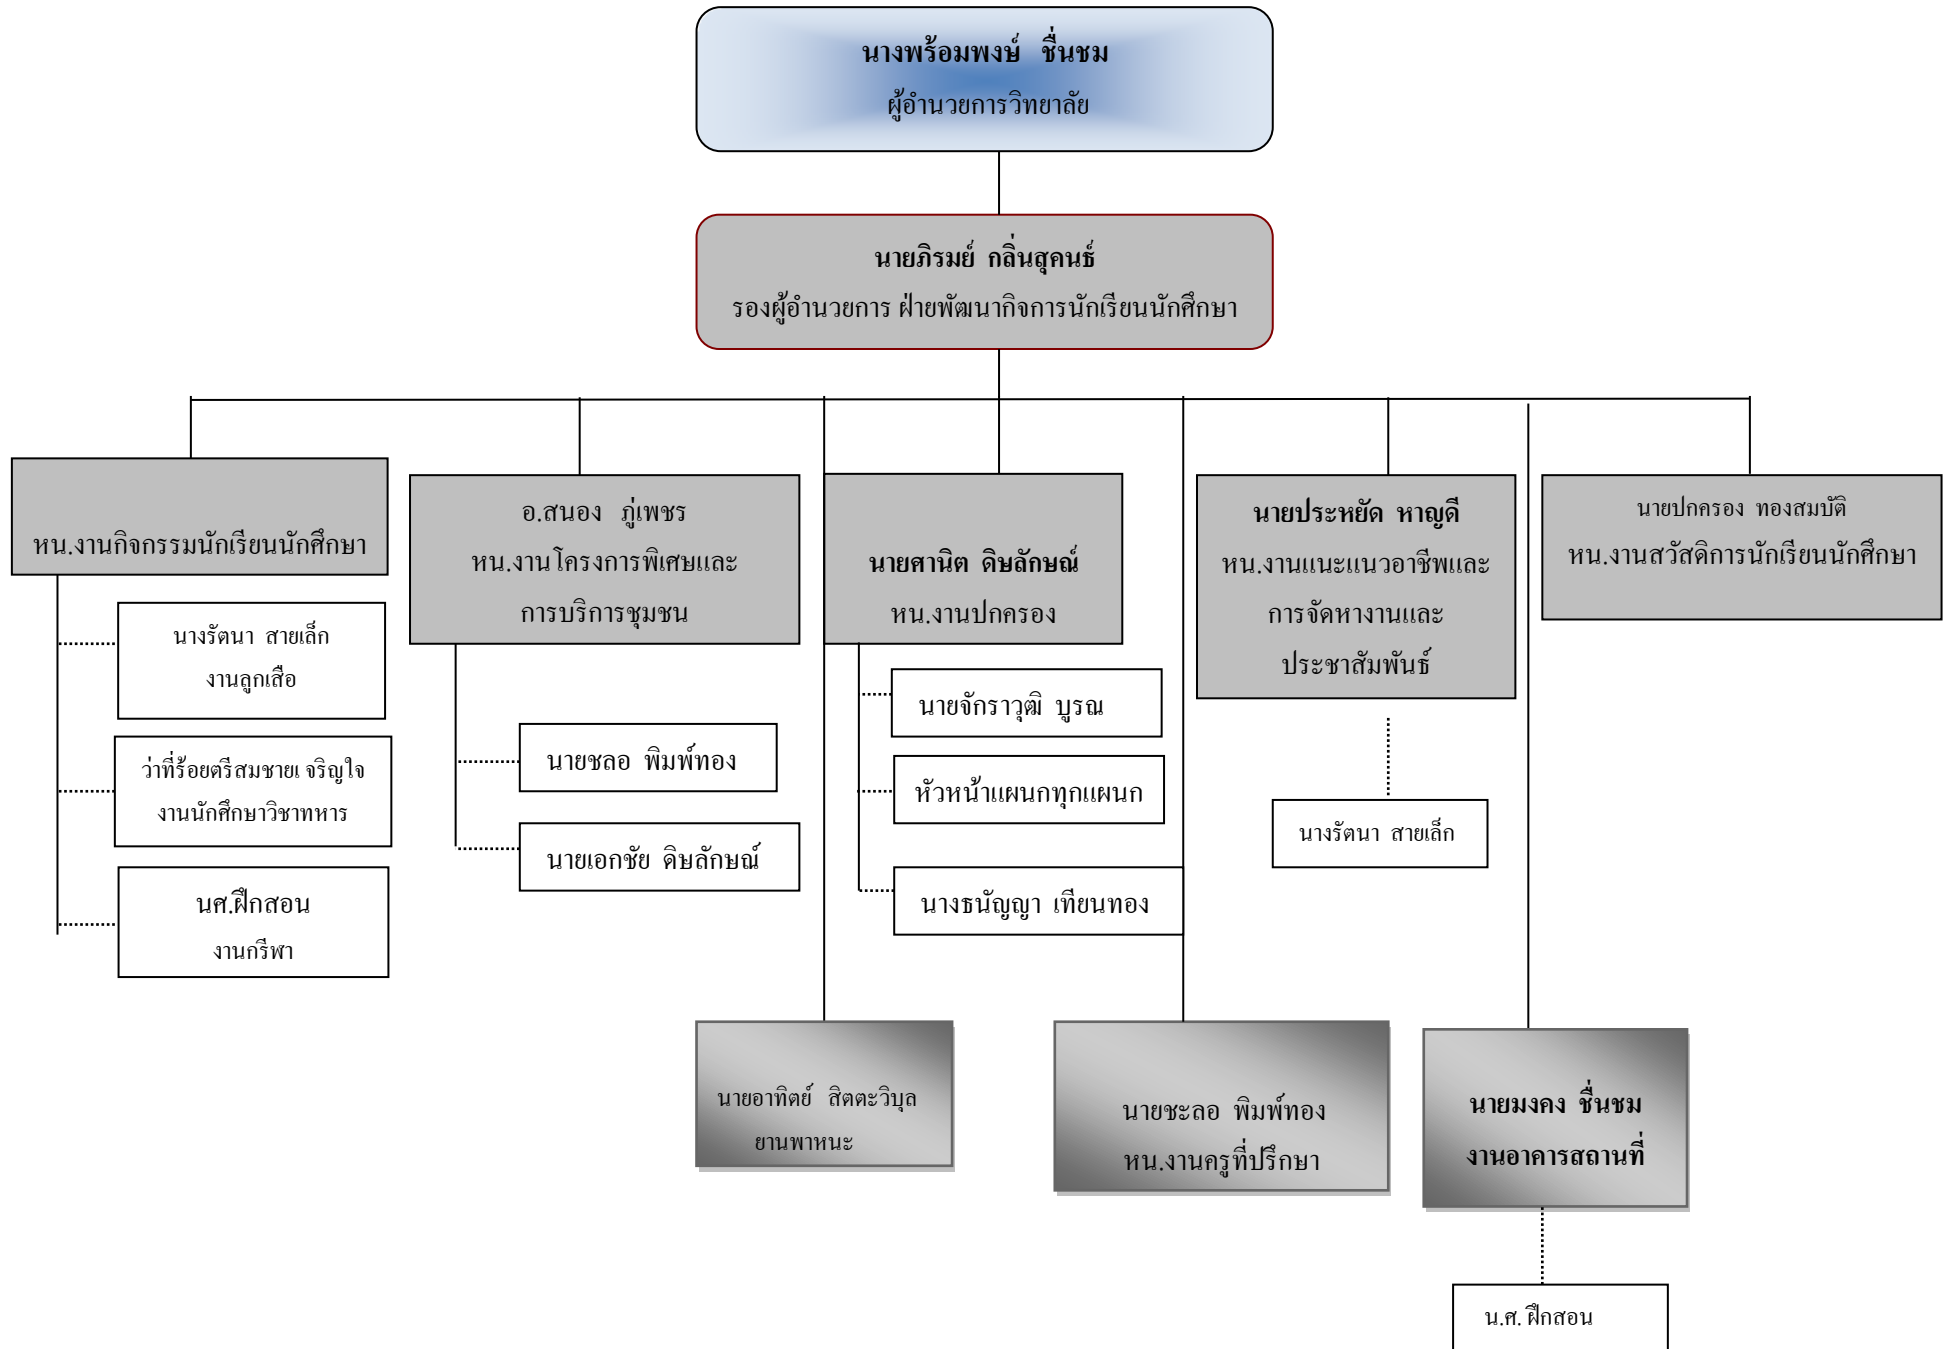 นางพร้อมพงษ์ ชื่นชม
ผู้อำนวยการวิทยาลัย
นายภิรมย์ กลิ่นสุคนธ์
รองผู้อำนวยการ ฝ่ายพัฒนากิจการนักเรียนนักศึกษา
หน.งานกิจกรรมนักเรียนนักศึกษา
นางรัตนา สายเล็ก
งานลูกเสือ
ว่าที่ร้อยตรีสมชายเ จริญใจ
งานนักศึกษาวิชาทหาร
นศ.ฝึกสอน
งานกรีฬา
อ.สนอง ภู่เพชร
หน.งานโครงการพิเศษและ
การบริการชุมชน
นายชลอ พิมพ์ทอง
นายเอกชัย ดิษลักษณ์
นายศานิต ดิษลักษณ์
หน.งานปกครอง
นายจักราวุฒิ บูรณ
หัวหน้าแผนกทุกแผนก
นางธนัญญา เทียนทอง
นายประหยัด หาญดี
หน.งานแนะแนวอาชีพและ
การจัดหางานและ
ประชาสัมพันธ์
นางรัตนา สายเล็ก
นายปกครอง ทองสมบัติ
หน.งานสวัสดิการนักเรียนนักศึกษา
นายอาทิตย์ สิตตะวิบุล
ยานพาหนะ
นายชะลอ พิมพ์ทอง
หน.งานครูที่ปรึกษา
นายมงคง ชื่นชม
งานอาคารสถานที่
น.ศ. ฝึกสอน